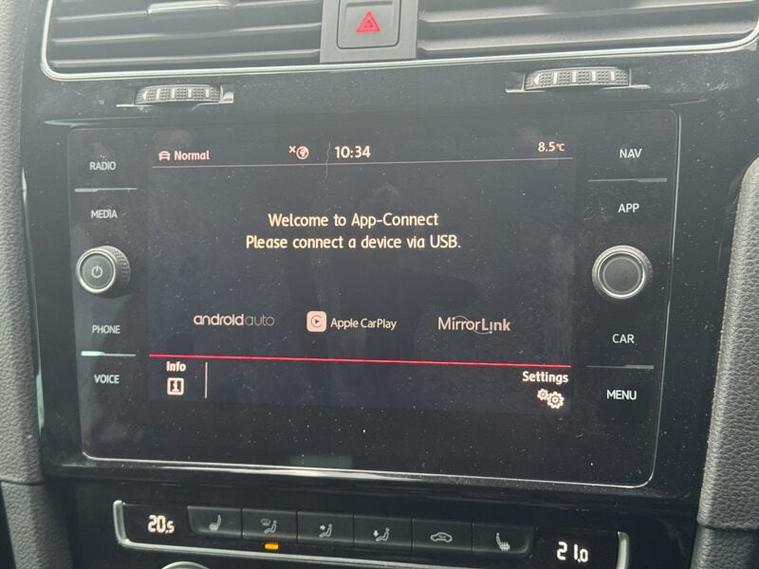 RADIO
MEDIA
PHONE
VOICE
Normal
10:34
8.5°C
Welcome to App-Connect
Please connect a device via USB.
androidauto
Apple CarPlay
MirrorLink
Info
Settings
NAV
APP
CAR
MENU
20.5
21.0